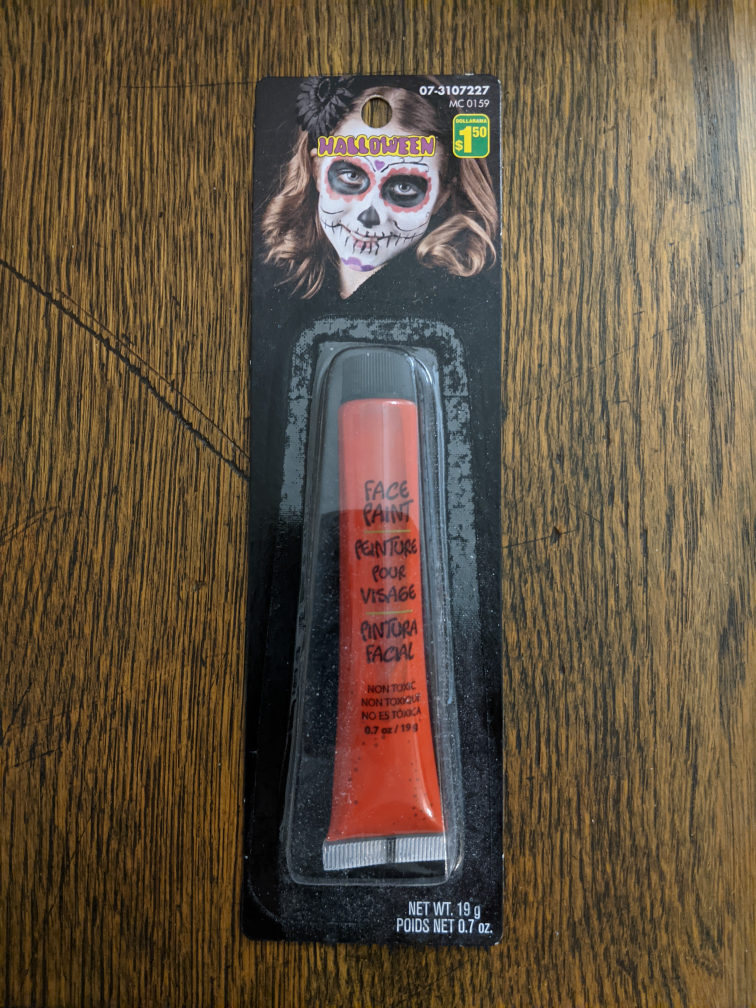 07-3107227
MC 0159
HALLOWEEN
DOLLARAMA
$1.50
FACE
PAINT
PEINTURE
POUR
VISAGE
PINTURA
FACIAL
NON TOXIC
NON TOXIQUE
NO ES TÓXICA
0.7 oz / 19 g
NET WT. 19 g
POIDS NET 0.7 oz.